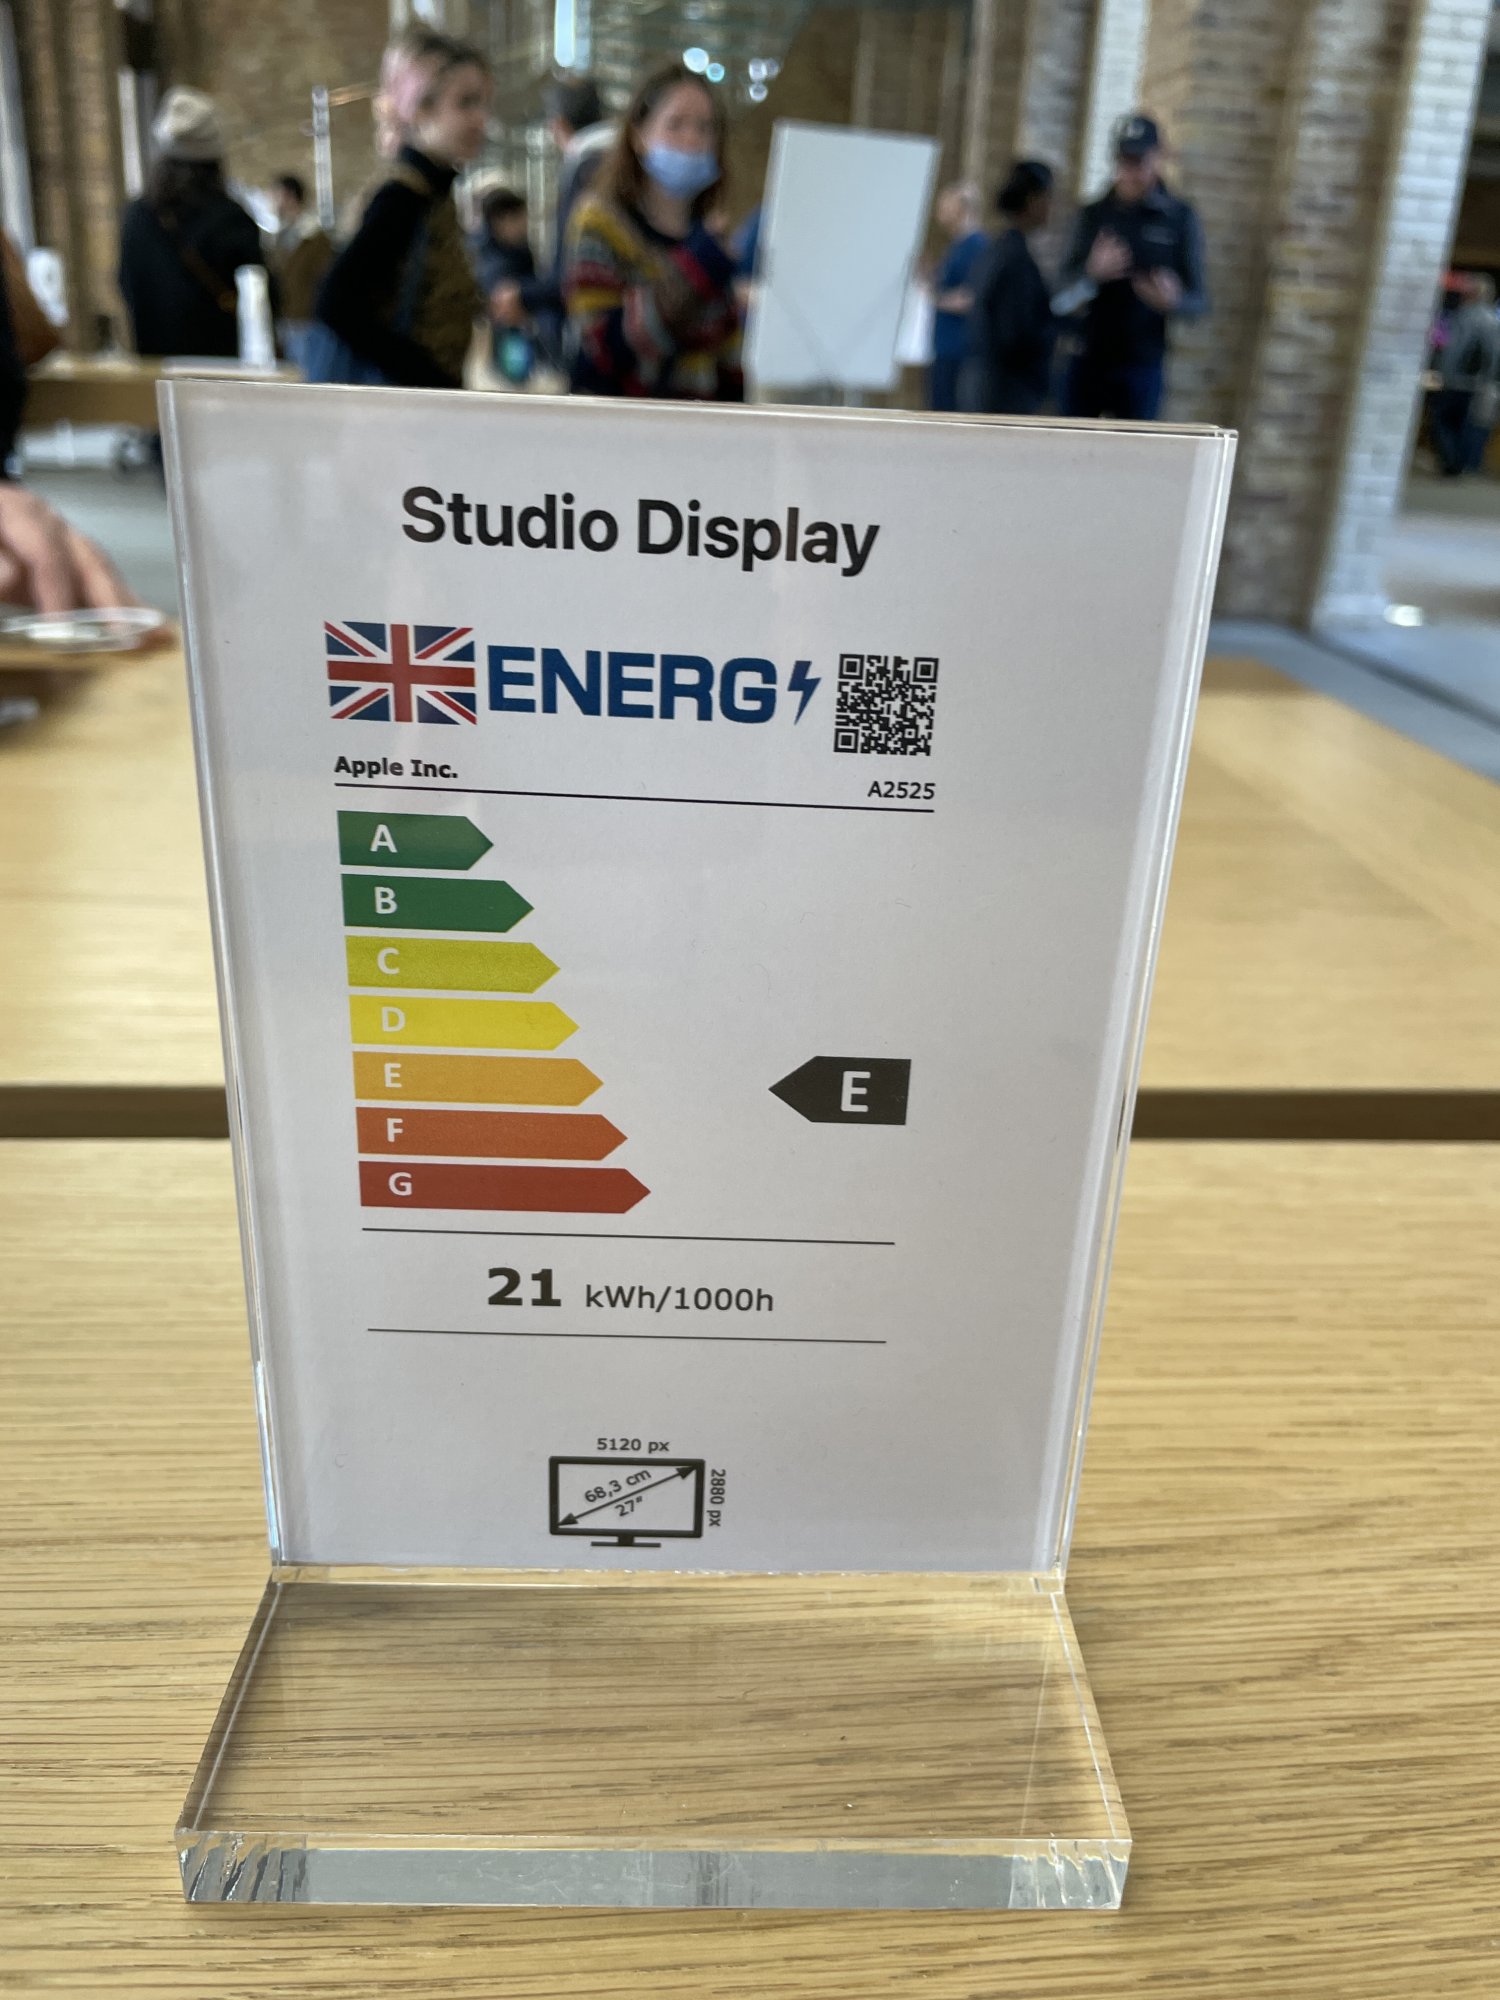 Studio Display
ENERG
Apple Inc.
A2525
A
B
C
D
E
E
F
G
21 kWh/1000h
5120 px
68,3 cm
27"
2880 px